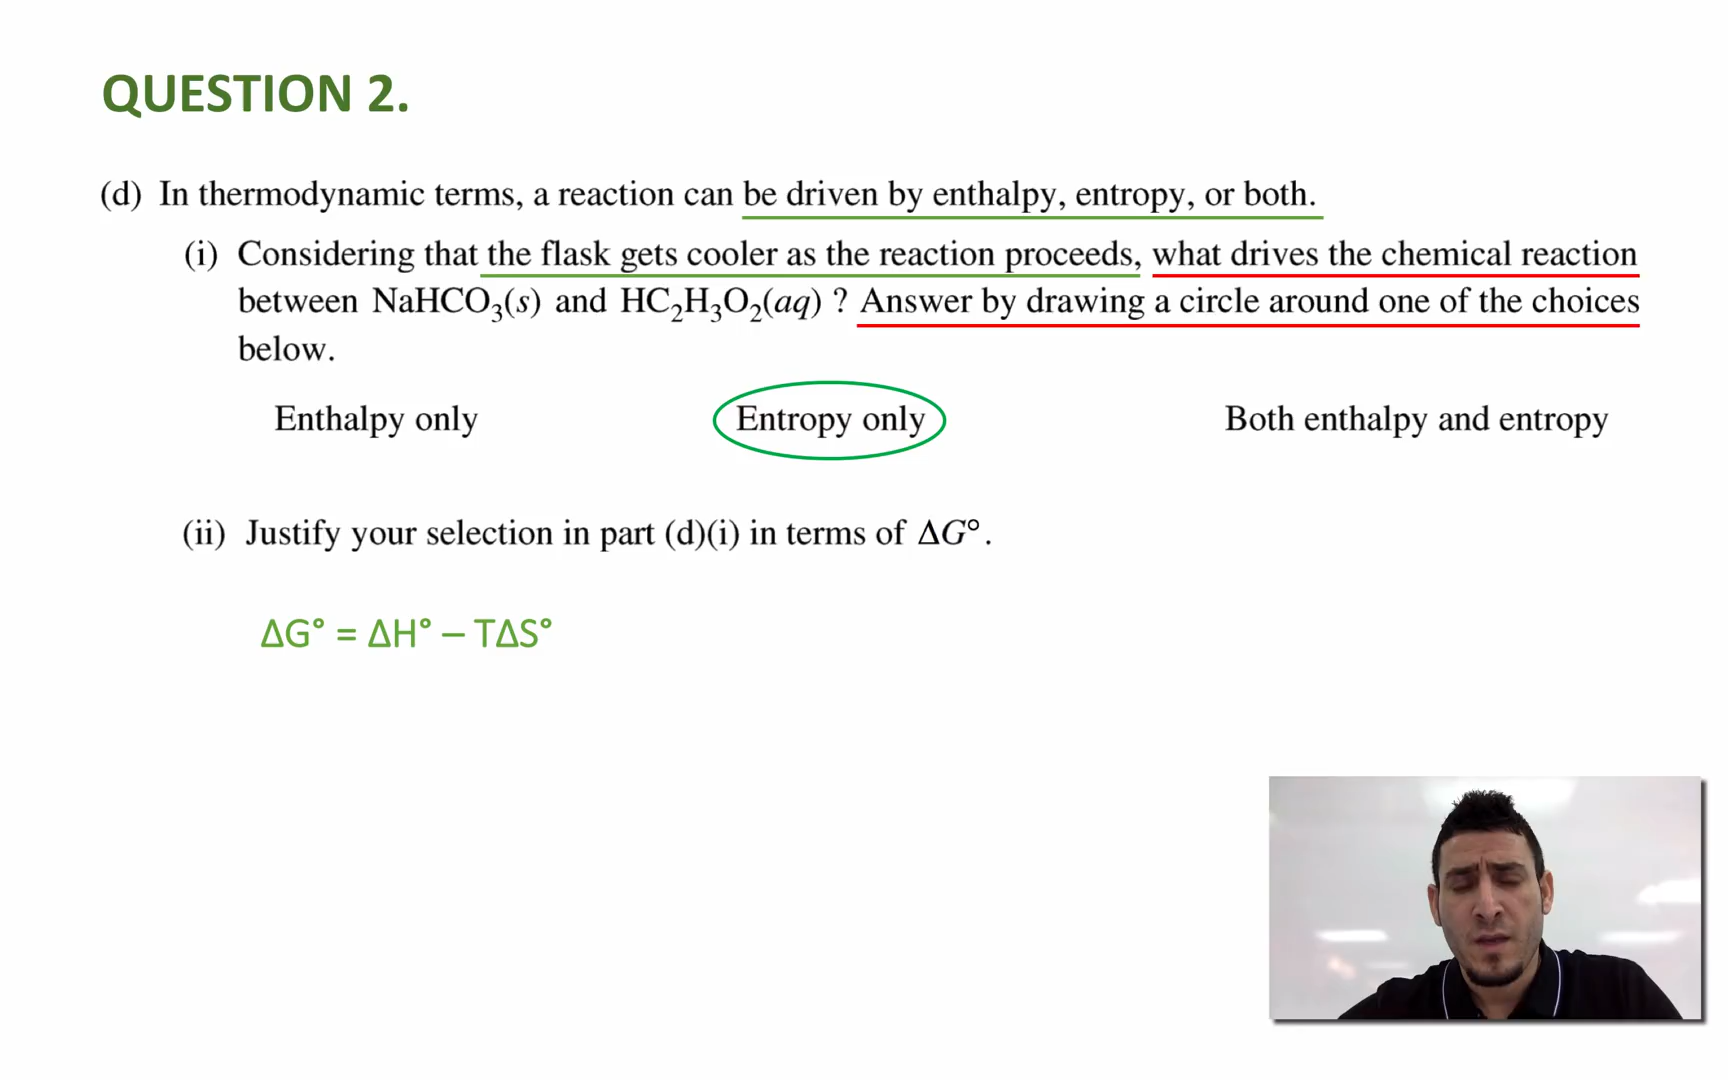 QUESTION 2.
(d) In thermodynamic terms, a reaction can be driven by enthalpy, entropy, or both.
(i) Considering that the flask gets cooler as the reaction proceeds, what drives the chemical reaction
between NaHCO₃(s) and HC₂H₃O₂(aq) ? Answer by drawing a circle around one of the choices
below.
Enthalpy only Entropy only Both enthalpy and entropy
(ii) Justify your selection in part (d)(i) in terms of ΔG°.
ΔG° = ΔH° – TΔS°